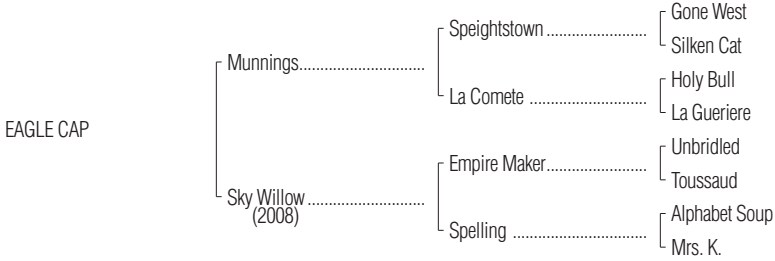 Gone West
Speightstown ..........................
Silken Cat
Munnings.................................
Holy Bull
La Comete ..............................
La Gueriere
EAGLE CAP
Unbridled
Empire Maker..........................
Toussaud
Sky Willow ...............................
(2008)
Alphabet Soup
Spelling ...................................
Mrs. K.